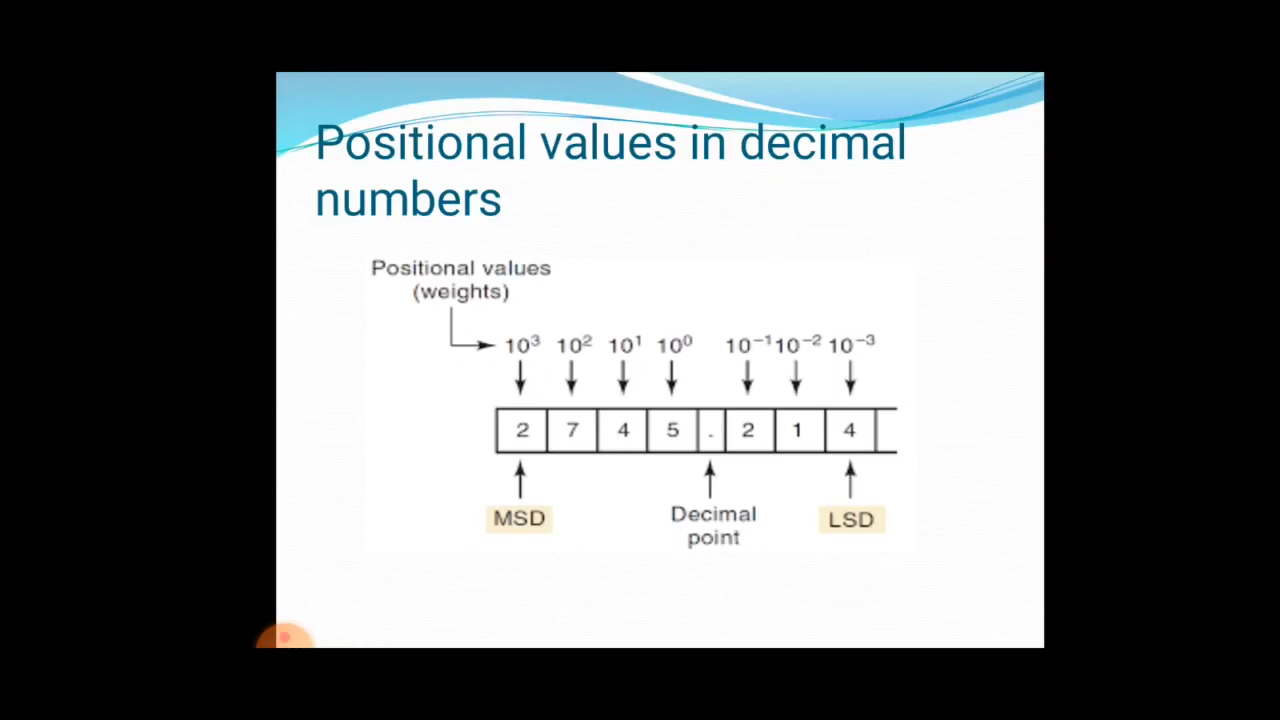 Positional values in decimal
numbers
Positional values
(weights)
10³ 10² 10¹ 10⁰ 10⁻¹ 10⁻² 10⁻³
2 7 4 5 . 2 1 4
MSD Decimal LSD
point